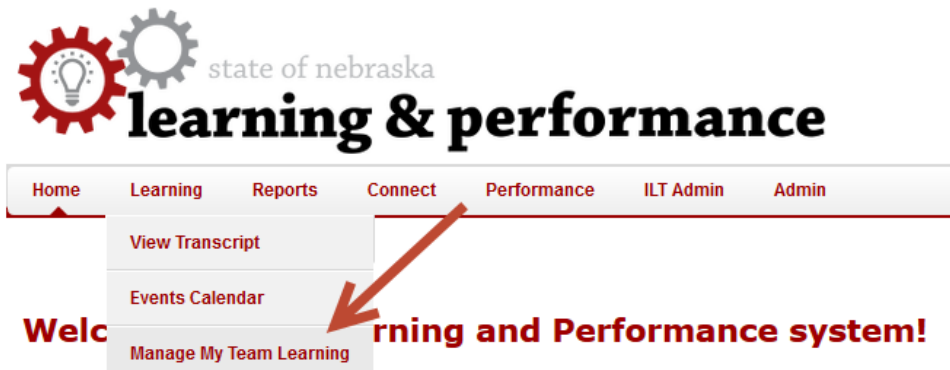 state of nebraska
learning & performance
Home Learning Reports Connect Performance ILT Admin Admin
View Transcript
Events Calendar
Welc rning and Performance system!
Manage My Team Learning